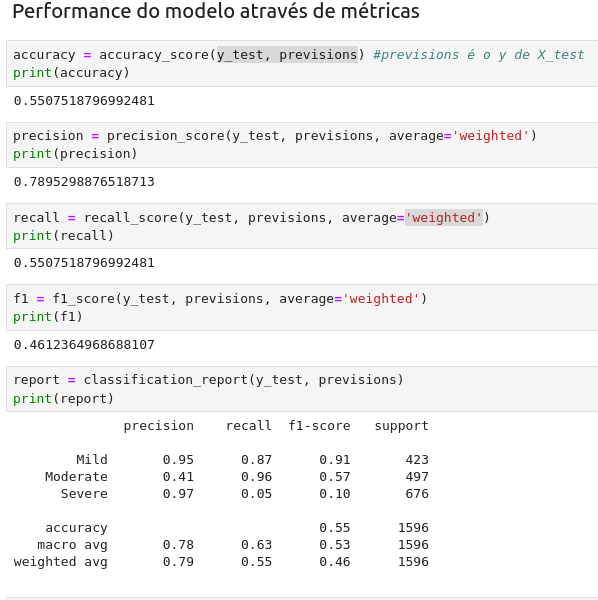 Performance do modelo através de métricas
accuracy = accuracy_score(y_test, previsions) #previsions é o y de X_test
print(accuracy)
0.5507518796992481
precision = precision_score(y_test, previsions, average='weighted')
print(precision)
0.7895298876518713
recall = recall_score(y_test, previsions, average='weighted')
print(recall)
0.5507518796992481
f1 = f1_score(y_test, previsions, average='weighted')
print(f1)
0.4612364968688107
report = classification_report(y_test, previsions)
print(report)
precision recall f1-score support
Mild 0.95 0.87 0.91 423
Moderate 0.41 0.96 0.57 497
Severe 0.97 0.05 0.10 676
accuracy 0.55 1596
macro avg 0.78 0.63 0.53 1596
weighted avg 0.79 0.55 0.46 1596